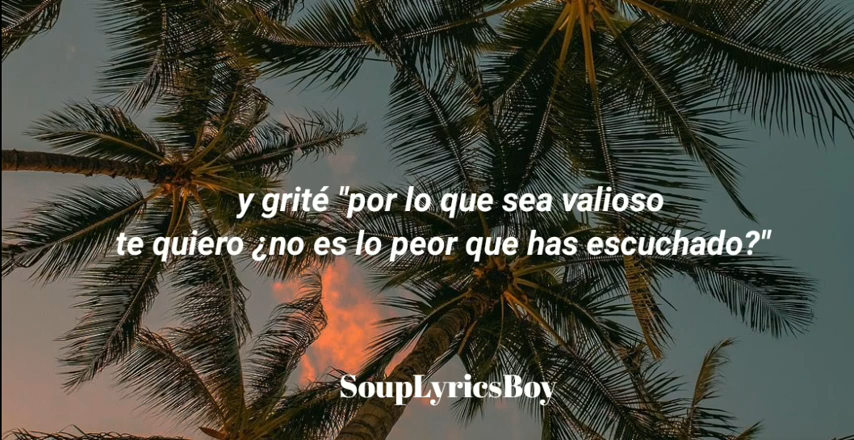 y grité "por lo que sea valioso
te quiero ¿no es lo peor que has escuchado?"
SoupLyricsBoy